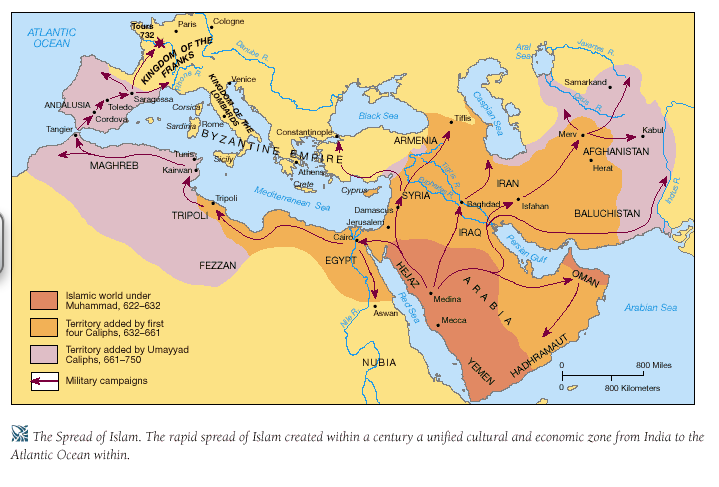 ATLANTIC
OCEAN
Tours
732
Paris
Cologne
KINGDOM OF THE
FRANKS
Rhone R.
Danube R.
Venice
KINGDOM OF THE
LOMBARDS
Corsica
Rome
Sardinia
Sicily
ANDALUSIA
Saragossa
Toledo
Cordova
Tangier
MAGHREB
Tunis
Kairwan
Tripoli
TRIPOLI
FEZZAN
BYZANTINE EMPIRE
Constantinople
Athens
Crete
Cyprus
Mediterranean Sea
Black Sea
Caspian Sea
Aral
Sea
Jaxartes R.
Oxus R.
Samarkand
Tiflis
ARMENIA
Tigris R.
Euphrates R.
SYRIA
Damascus
Jerusalem
Cairo
EGYPT
Aswan
Nile R.
NUBIA
Red Sea
HEJAZ
Medina
Mecca
ARABIA
YEMEN
HADHRAMAUT
OMAN
Persian Gulf
IRAQ
Baghdad
IRAN
Isfahan
Merv
Herat
Kabul
AFGHANISTAN
BALUCHISTAN
Indus R.
Arabian Sea
Islamic world under
Muhammad, 622–632
Territory added by first
four Caliphs, 632–661
Territory added by Umayyad
Caliphs, 661–750
Military campaigns
0 800 Miles
0 800 Kilometers
The Spread of Islam. The rapid spread of Islam created within a century a unified cultural and economic zone from India to the
Atlantic Ocean within.